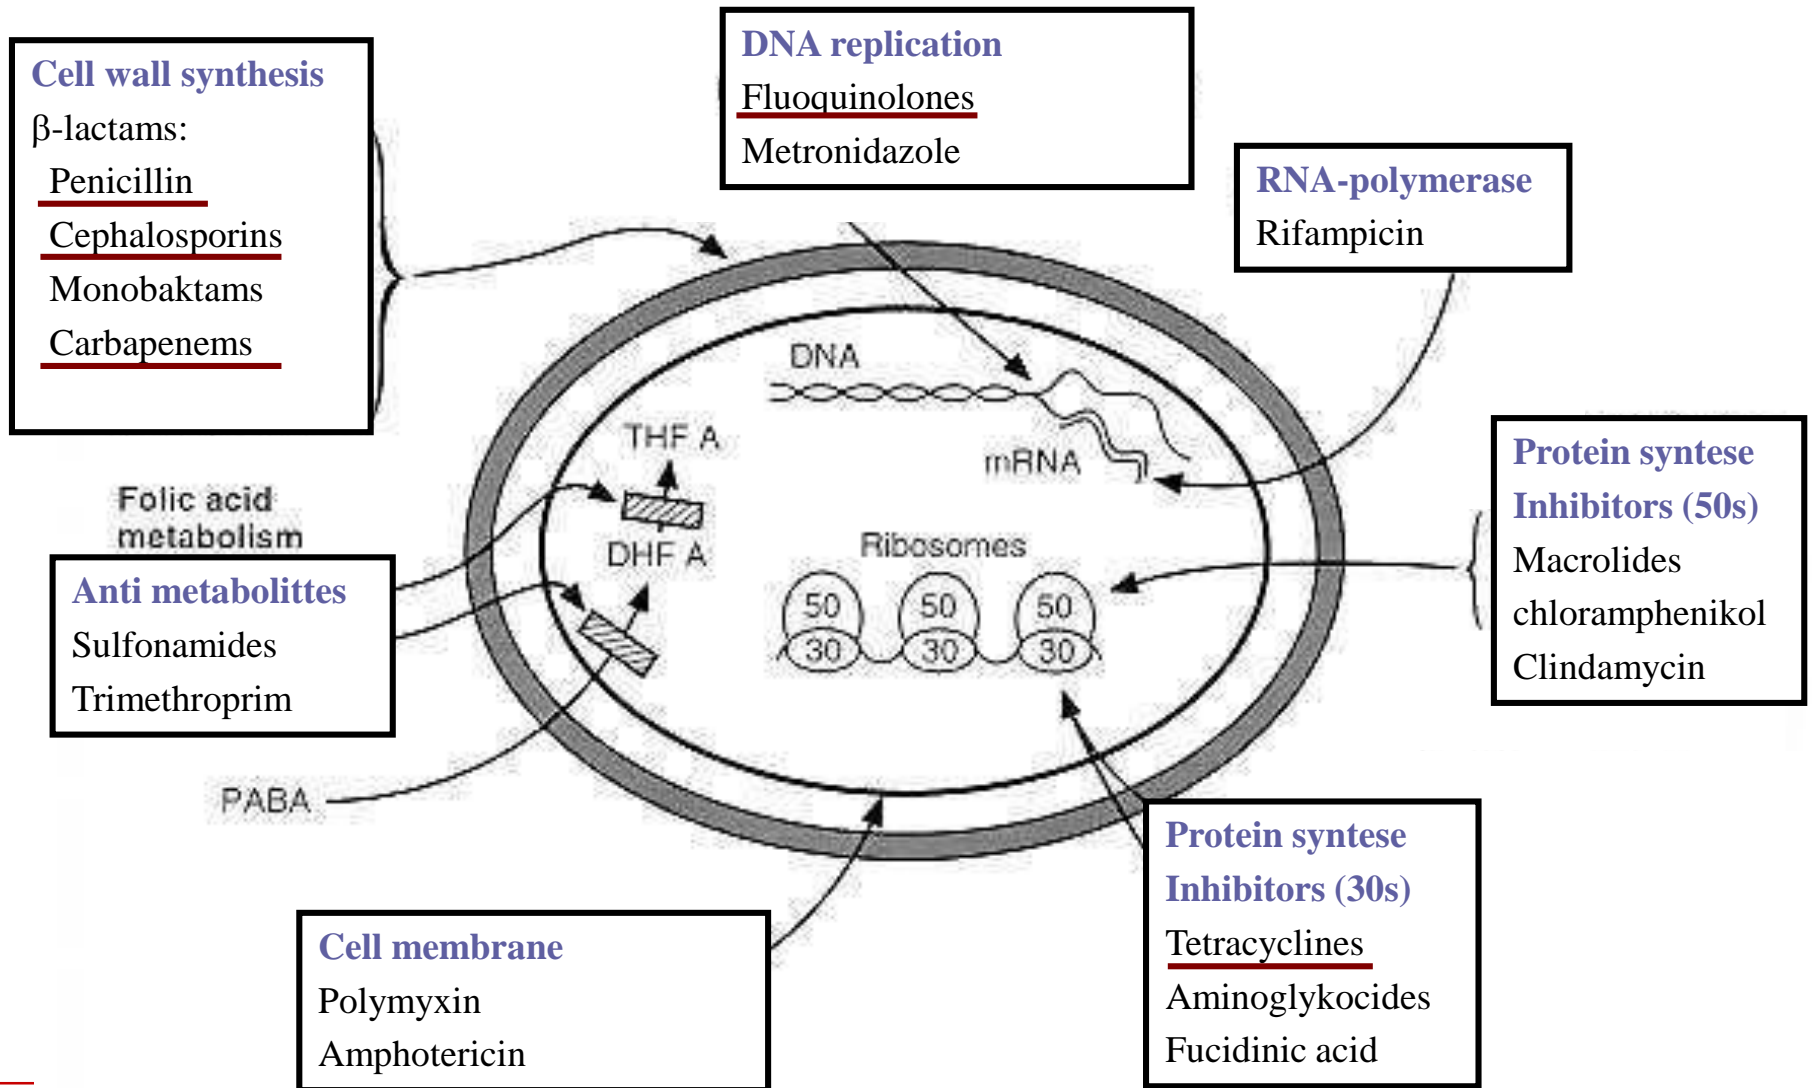 Cell wall synthesis
β-lactams:
Penicillin
Cephalosporins
Monobaktams
Carbapenems
DNA replication
Fluoquinolones
Metronidazole
RNA-polymerase
Rifampicin
DNA
mRNA
THF A
DHF A
Folic acid
metabolism
Anti metabolittes
Sulfonamides
Trimethroprim
PABA
Ribosomes
50 50 50
30 30 30
Protein syntese
Inhibitors (50s)
Macrolides
chloramphenikol
Clindamycin
Protein syntese
Inhibitors (30s)
Tetracyclines
Aminoglykocides
Fucidinic acid
Cell membrane
Polymyxin
Amphotericin